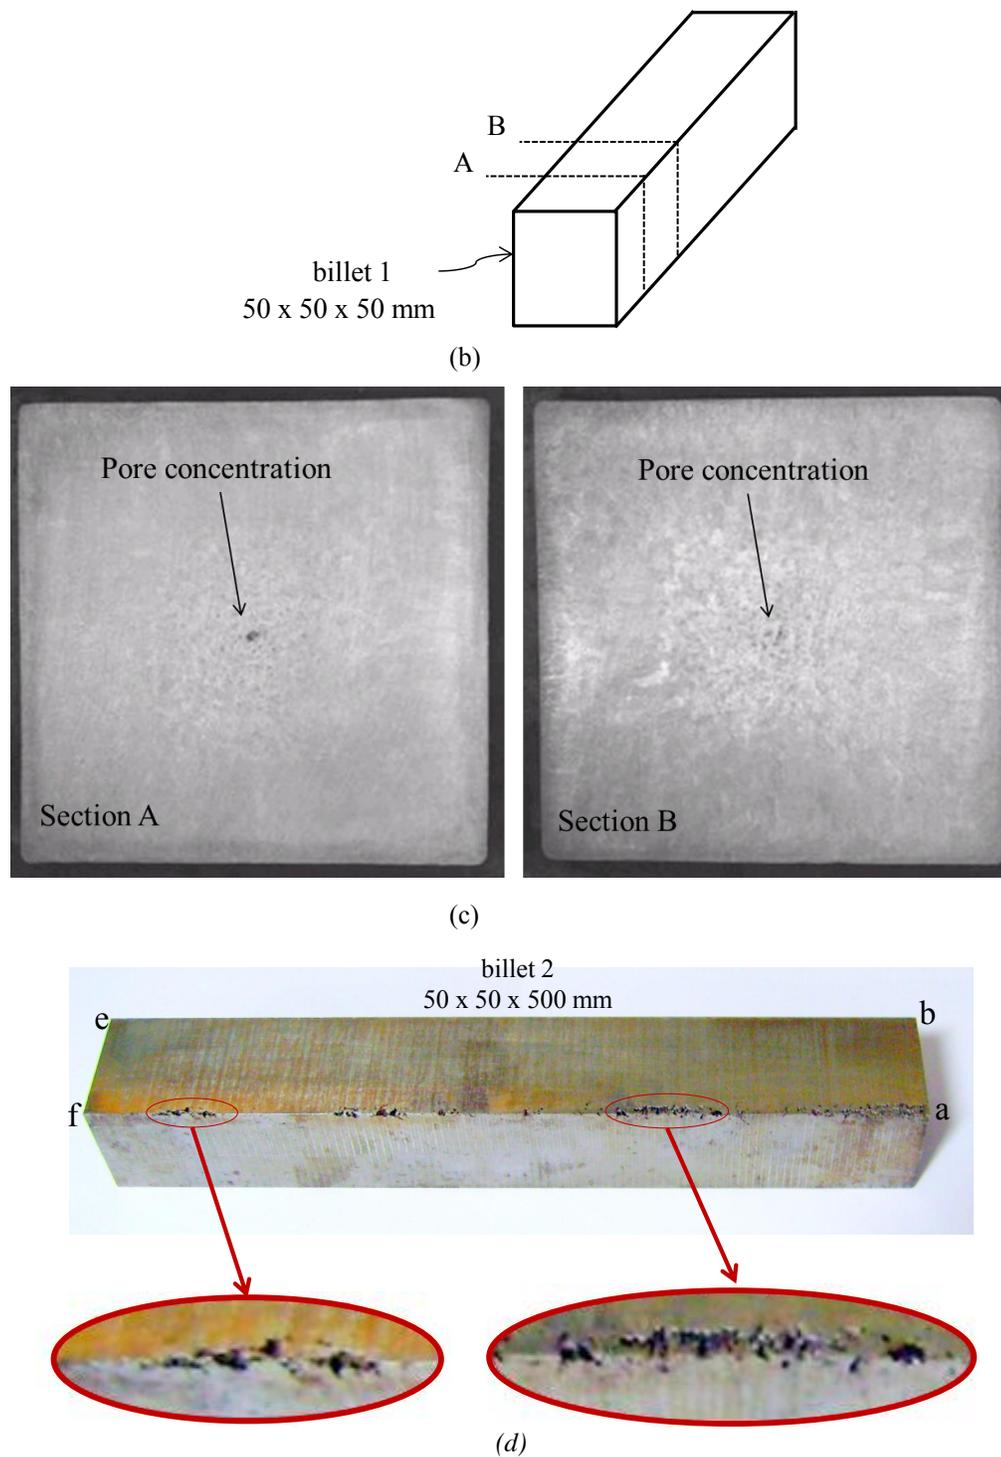 B
A
billet 1
50 x 50 x 50 mm
(b)
Pore concentration
Pore concentration
Section A
Section B
(c)
billet 2
50 x 50 x 500 mm
e
b
f
a
(d)